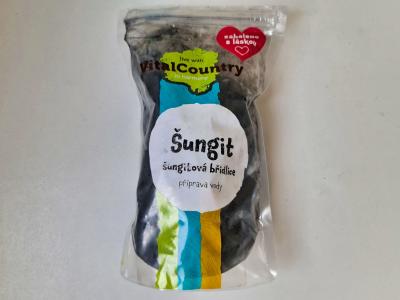 zabaleno
s láskou
live with
VitalCountry
in harmony
Šungit
šungitová břidlice
příprava vody